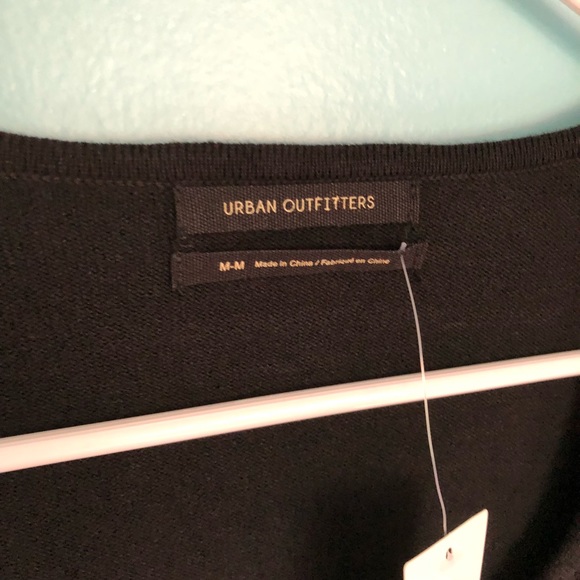 URBAN OUTFITTERS
M-M Made in China / Fabriqué en Chine